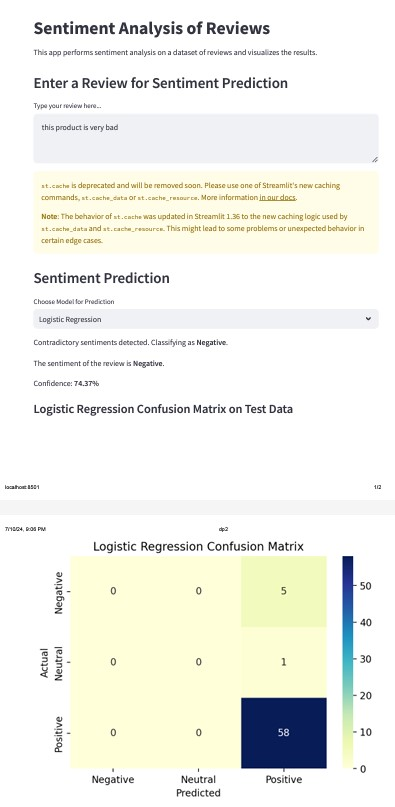 Sentiment Analysis of Reviews
This app performs sentiment analysis on a dataset of reviews and visualizes the results.
Enter a Review for Sentiment Prediction
Type your review here...
this product is very bad
st.cache is deprecated and will be removed soon. Please use one of Streamlit's new caching
commands, st.cache_data or st.cache_resource. More information in our docs.
Note: The behavior of st.cache was updated in Streamlit 1.36 to the new caching logic used by
st.cache_data and st.cache_resource. This might lead to some problems or unexpected behavior in
certain edge cases.
Sentiment Prediction
Choose Model for Prediction
Logistic Regression
Contradictory sentiments detected. Classifying as Negative.
The sentiment of the review is Negative.
Confidence: 74.37%
Logistic Regression Confusion Matrix on Test Data
localhost:8501 1/2
7/10/24, 9:06 PM dp2
Logistic Regression Confusion Matrix
Negative 0 0 5
Actual
Neutral 0 0 1
Positive 0 0 58
Negative Neutral Positive
Predicted
50
40
30
20
10
0